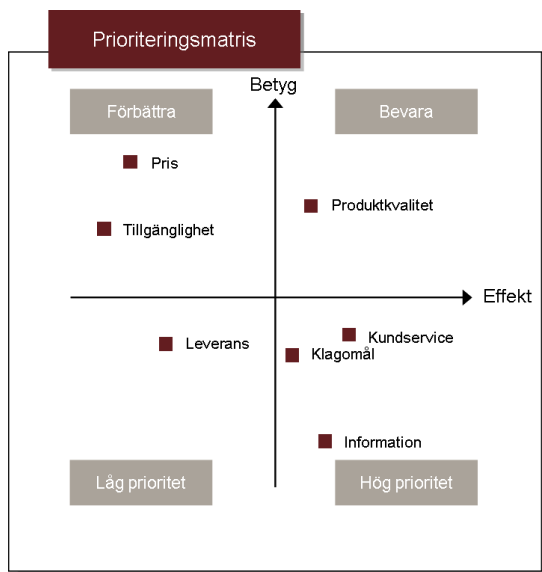 Prioriteringsmatris
Betyg
Förbättra
Bevara
Pris
Produktkvalitet
Tillgänglighet
Effekt
Kundservice
Leverans
Klagomål
Information
Låg prioritet
Hög prioritet